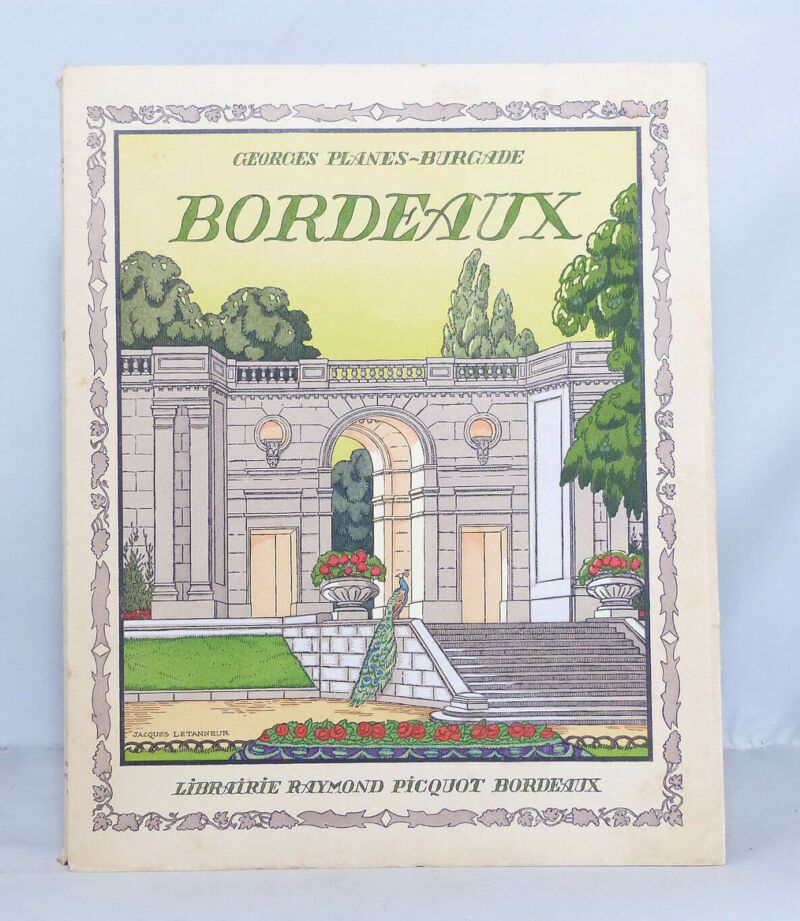 GEORGES PLANES~BURGADE
BORDEAUX
JACQUES LETANNEUR
LIBRAIRIE RAYMOND PICQUOT BORDEAUX